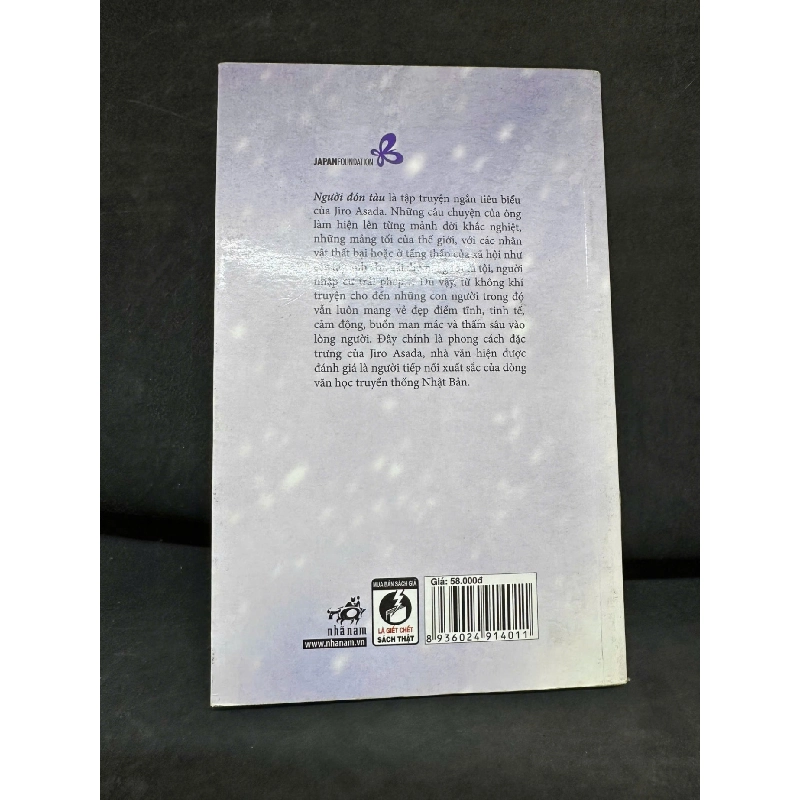 JAPANFOUNDATION
Người đón tàu là tập truyện ngắn tiêu biểu
của Jiro Asada. Những câu chuyện của ông
làm hiện lên từng mảnh đời khắc nghiệt,
những mảng tối của thế giới, với các nhân
vật thất bại hoặc ở tầng thấp của xã hội như
tội, người
nhập cư trái phép... Dù vậy, từ không khí
truyện cho đến những con người trong đó
vẫn luôn mang vẻ đẹp điềm tĩnh, tinh tế,
cảm động, buồn man mác và thấm sâu vào
lòng người. Đây chính là phong cách đặc
trưng của Jiro Asada, nhà văn hiện được
đánh giá là người tiếp nối xuất sắc của dòng
văn học truyền thống Nhật Bản.
nhã nam
www.nhanam.vn
MUA BÁN SÁCH GIẢ
LÀ GIẾT CHẾT
SÁCH THẬT
Giá: 58.000đ
8 936024 914011